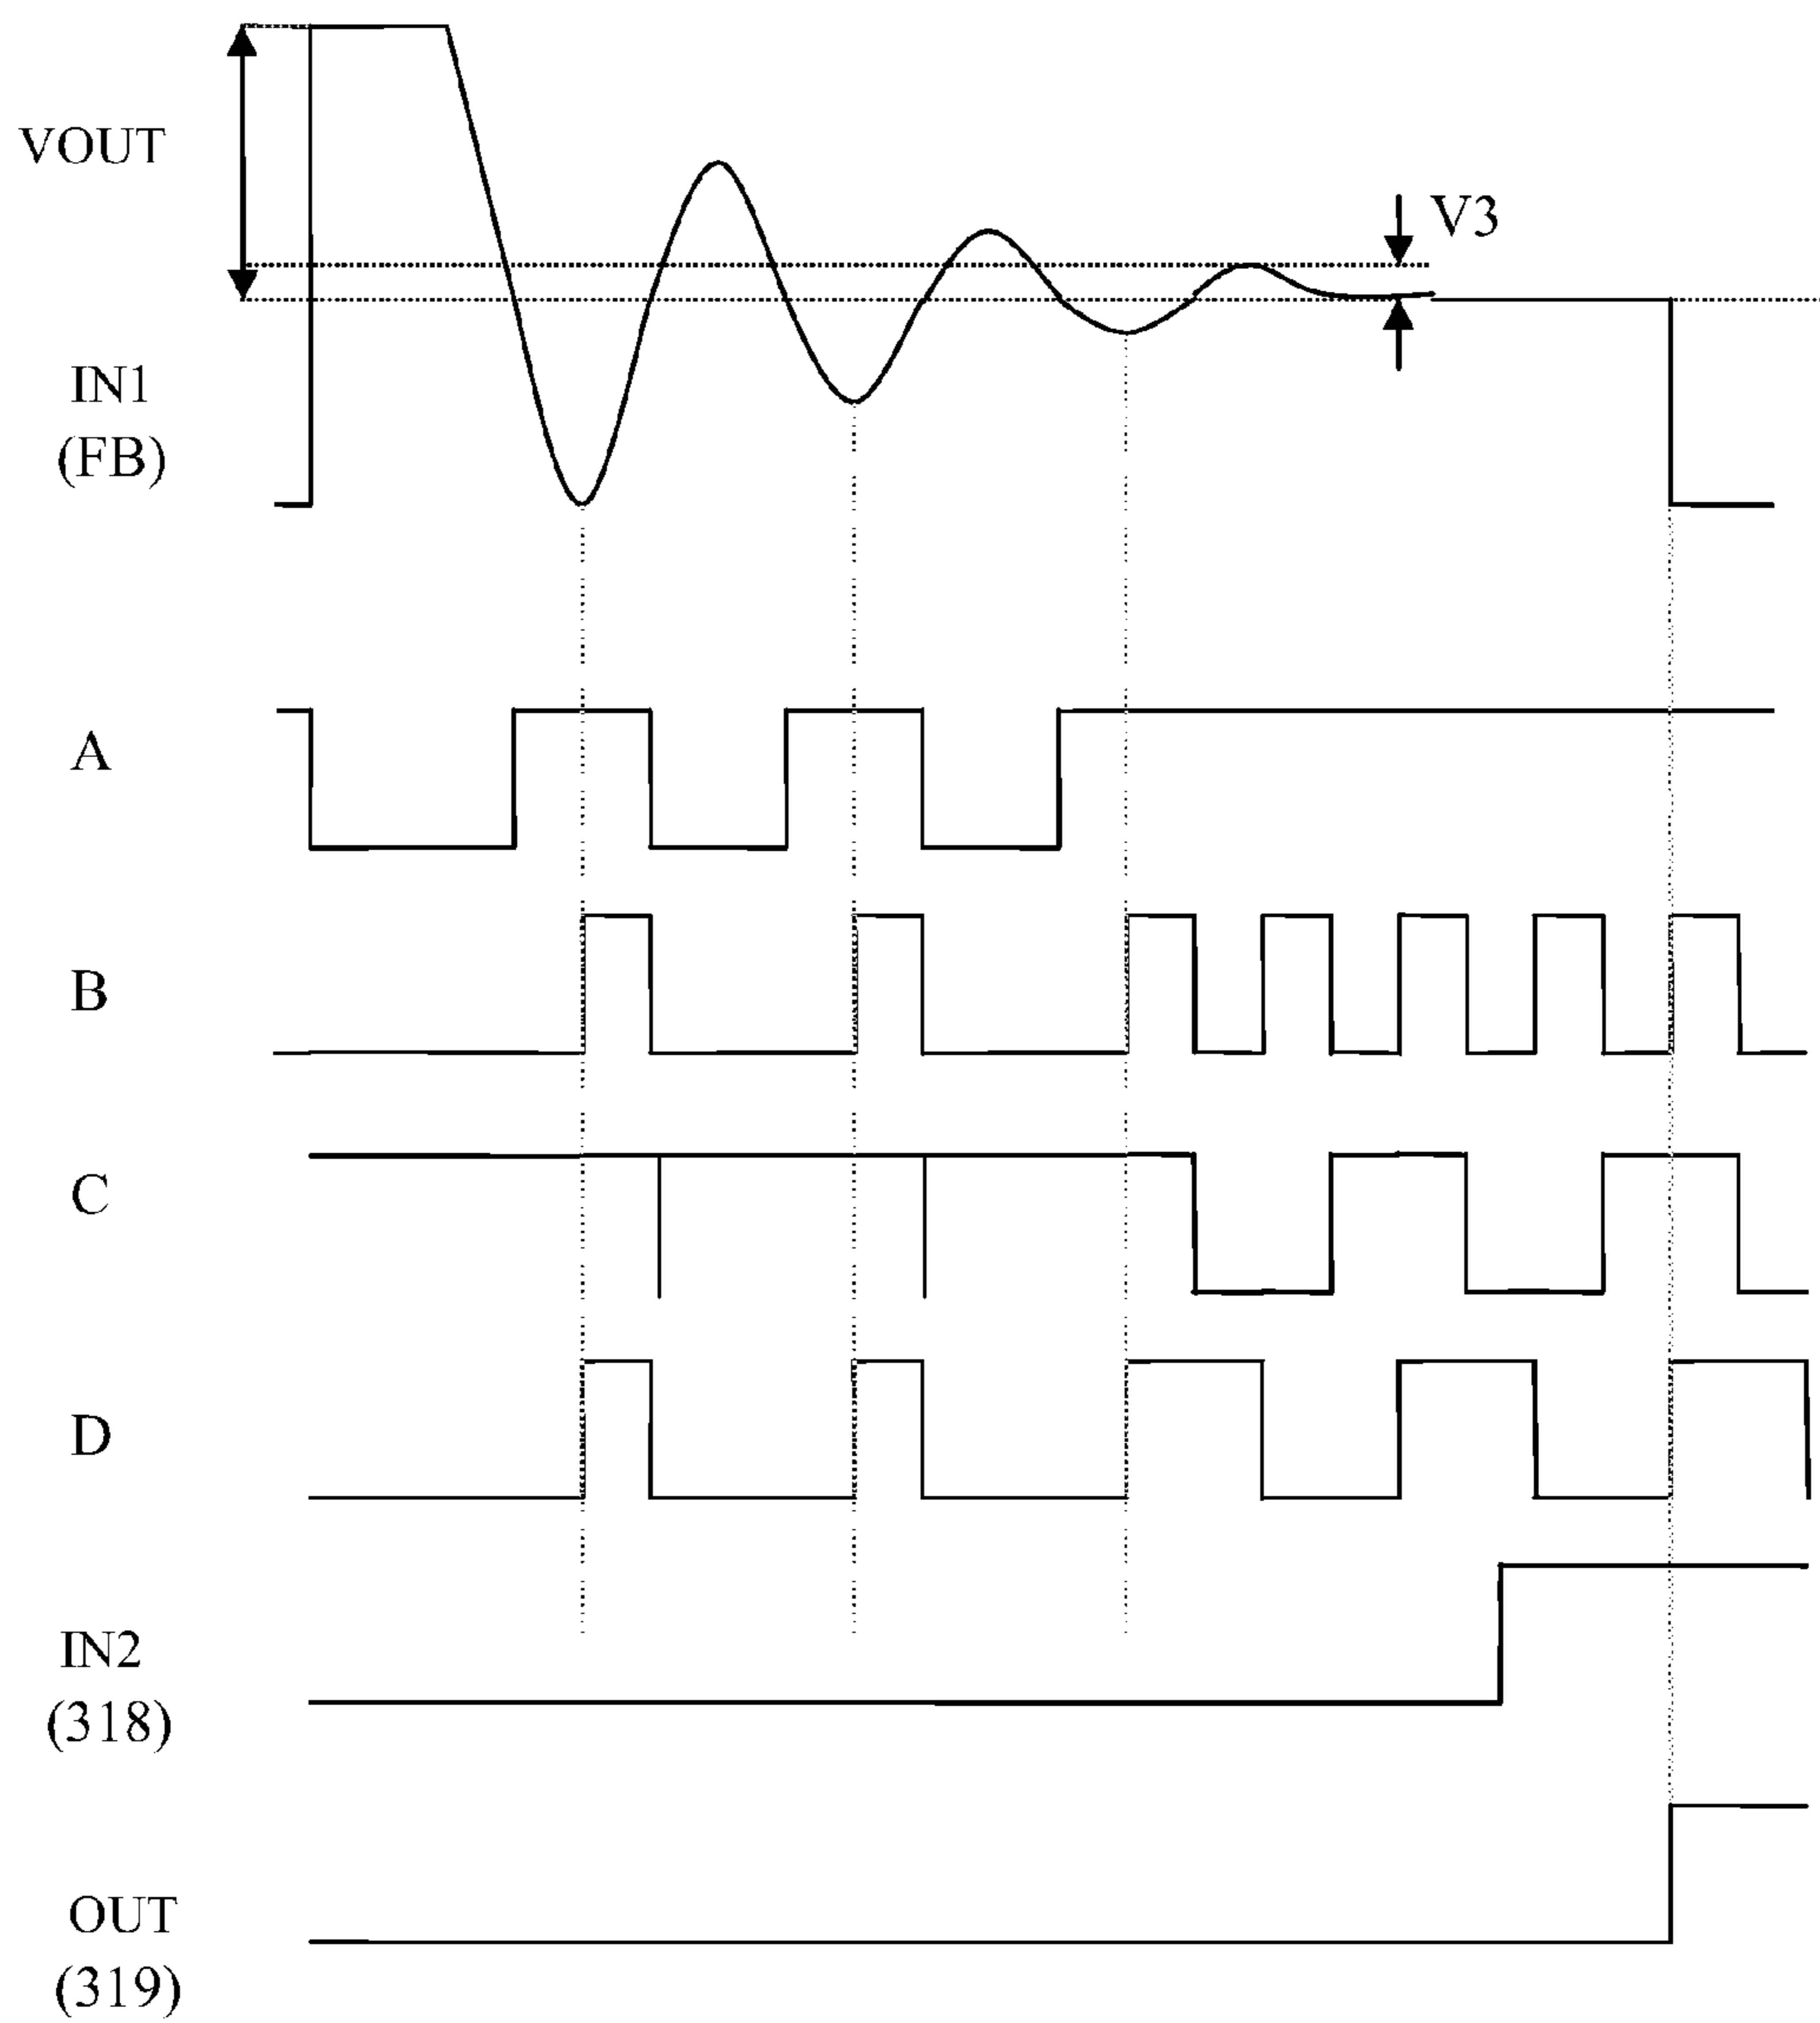 VOUT
V3
IN1
(FB)
A
B
C
D
IN2
(318)
OUT
(319)